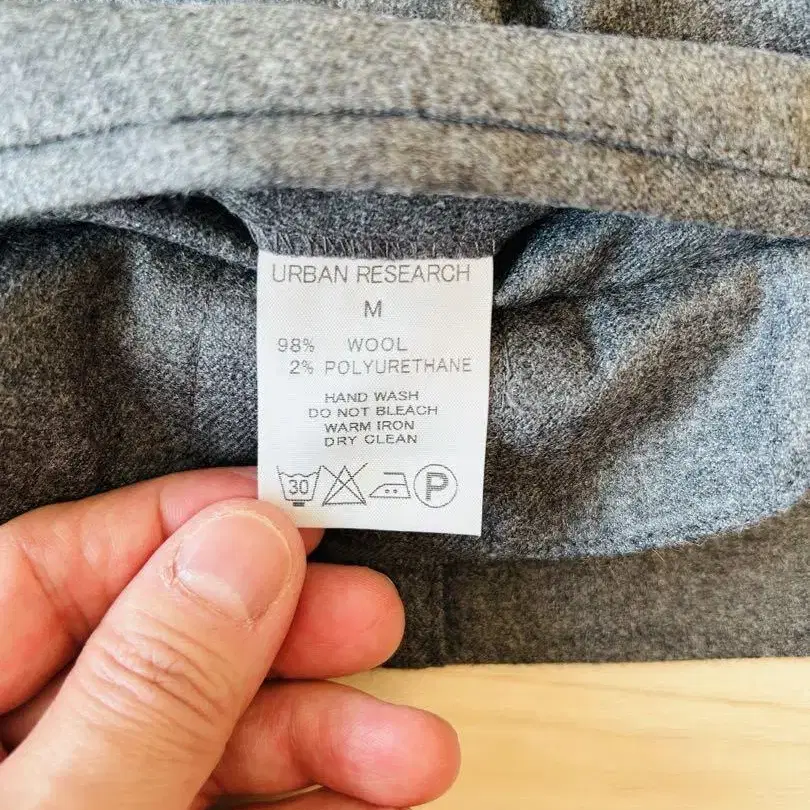 URBAN RESEARCH
M
98% WOOL
2% POLYURETHANE
HAND WASH
DO NOT BLEACH
WARM IRON
DRY CLEAN
30 P